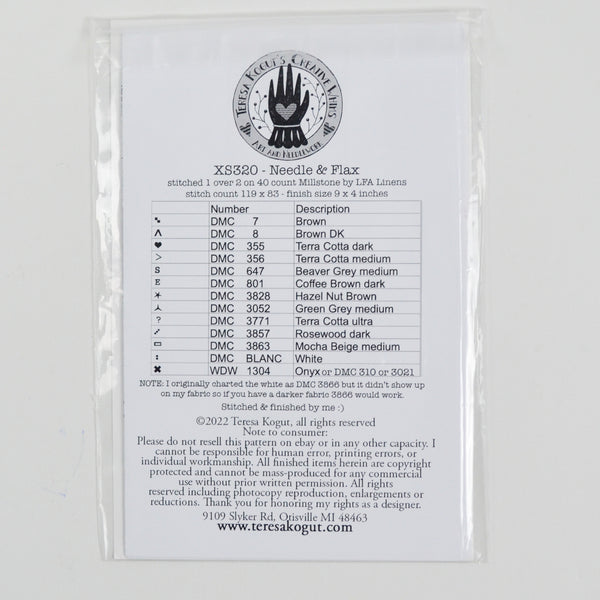 TERESA KOGUT'S CREATIVE WHIMS
ART AND NEEDLEWORK
XS320 - Needle & Flax
stitched 1 over 2 on 40 count Millstone by LFA Linens
stitch count 119 x 83 - finish size 9 x 4 inches
Number Description
DMC 7 Brown
DMC 8 Brown DK
DMC 355 Terra Cotta dark
> DMC 356 Terra Cotta medium
S DMC 647 Beaver Grey medium
E DMC 801 Coffee Brown dark
DMC 3828 Hazel Nut Brown
DMC 3052 Green Grey medium
? DMC 3771 Terra Cotta ultra
DMC 3857 Rosewood dark
DMC 3863 Mocha Beige medium
DMC BLANC White
WDW 1304 Onyx or DMC 310 or 3021
NOTE: I originally charted the white as DMC 3866 but it didn't show up
on my fabric so if you have a darker fabric 3866 would work.
Stitched & finished by me :)
©2022 Teresa Kogut, all rights reserved
Note to consumer:
Please do not resell this pattern on ebay or in any other capacity. I
cannot be responsible for human error, printing errors, or
individual workmanship. All finished items herein are copyright
protected and cannot be mass-produced for any commercial
use without prior written permission. All rights
reserved including photocopy reproduction, enlargements or
reductions. Thank you for honoring my rights as a designer.
9109 Slyker Rd, Otisville MI 48463
www.teresakogut.com